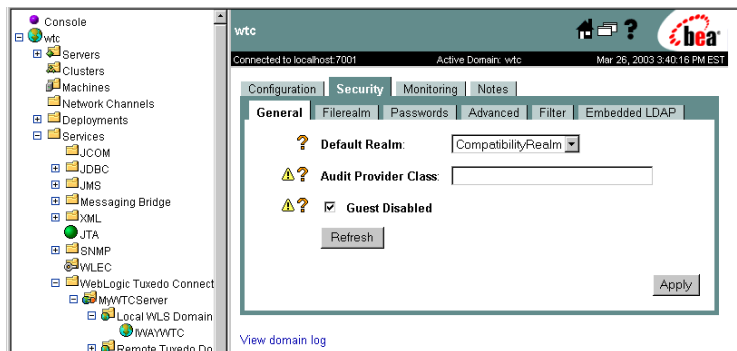 Console
wtc
Servers
Clusters
Machines
Network Channels
Deployments
Services
JCOM
JDBC
JMS
Messaging Bridge
XML
JTA
SNMP
WLEC
WebLogic Tuxedo Connect
MyWTCServer
Local WLS Domain
IWAYWTC
Remote Tuxedo Do
wtc
? bea
Connected to localhost:7001 Active Domain: wtc Mar 26, 2003 3:40:16 PM EST
Configuration Security Monitoring Notes
General Filerealm Passwords Advanced Filter Embedded LDAP
? Default Realm: CompatibilityRealm
? Audit Provider Class:
? Guest Disabled
Refresh
Apply
View domain log